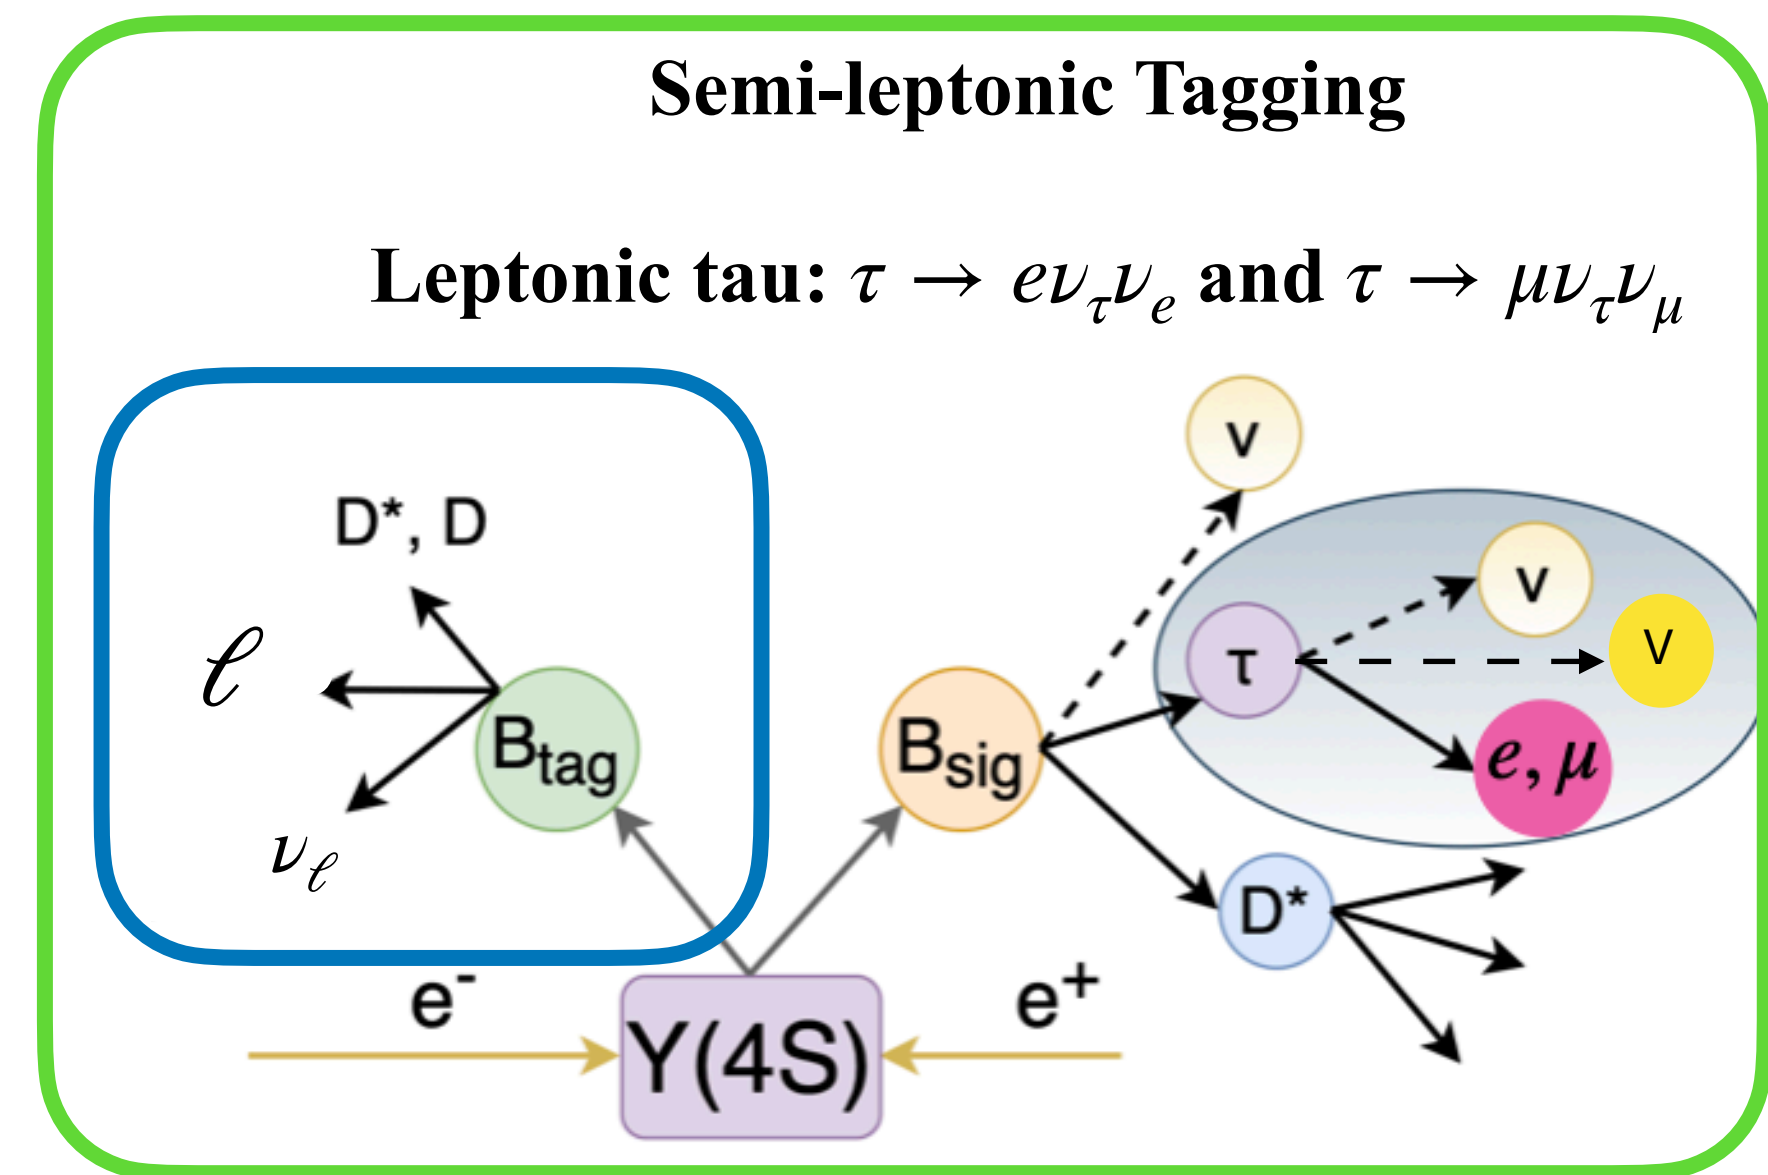 Semi-leptonic Tagging
Leptonic tau: τ → eν_τν_e and τ → μν_τν_μ
ν
D*, D
ν
ℓ
τ
V
B_tag
B_sig
e, μ
ν_ℓ
D*
e⁻
e⁺
Υ(4S)